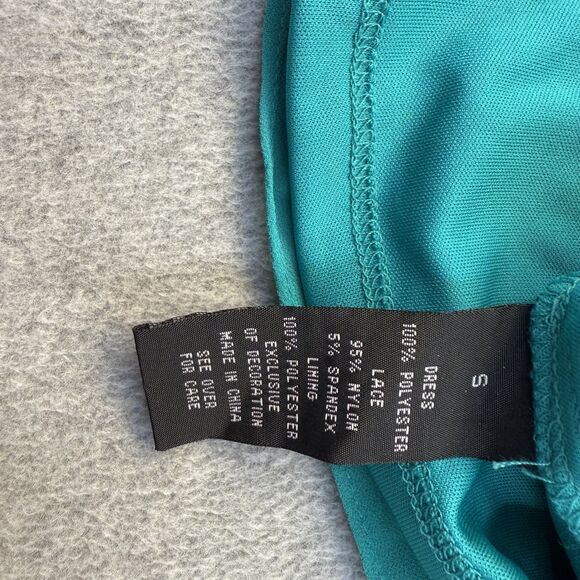 S
DRESS
100% POLYESTER
LACE
95% NYLON
5% SPANDEX
LINING
100% POLYESTER
EXCLUSIVE
OF DECORATION
MADE IN CHINA
SEE OVER
FOR CARE